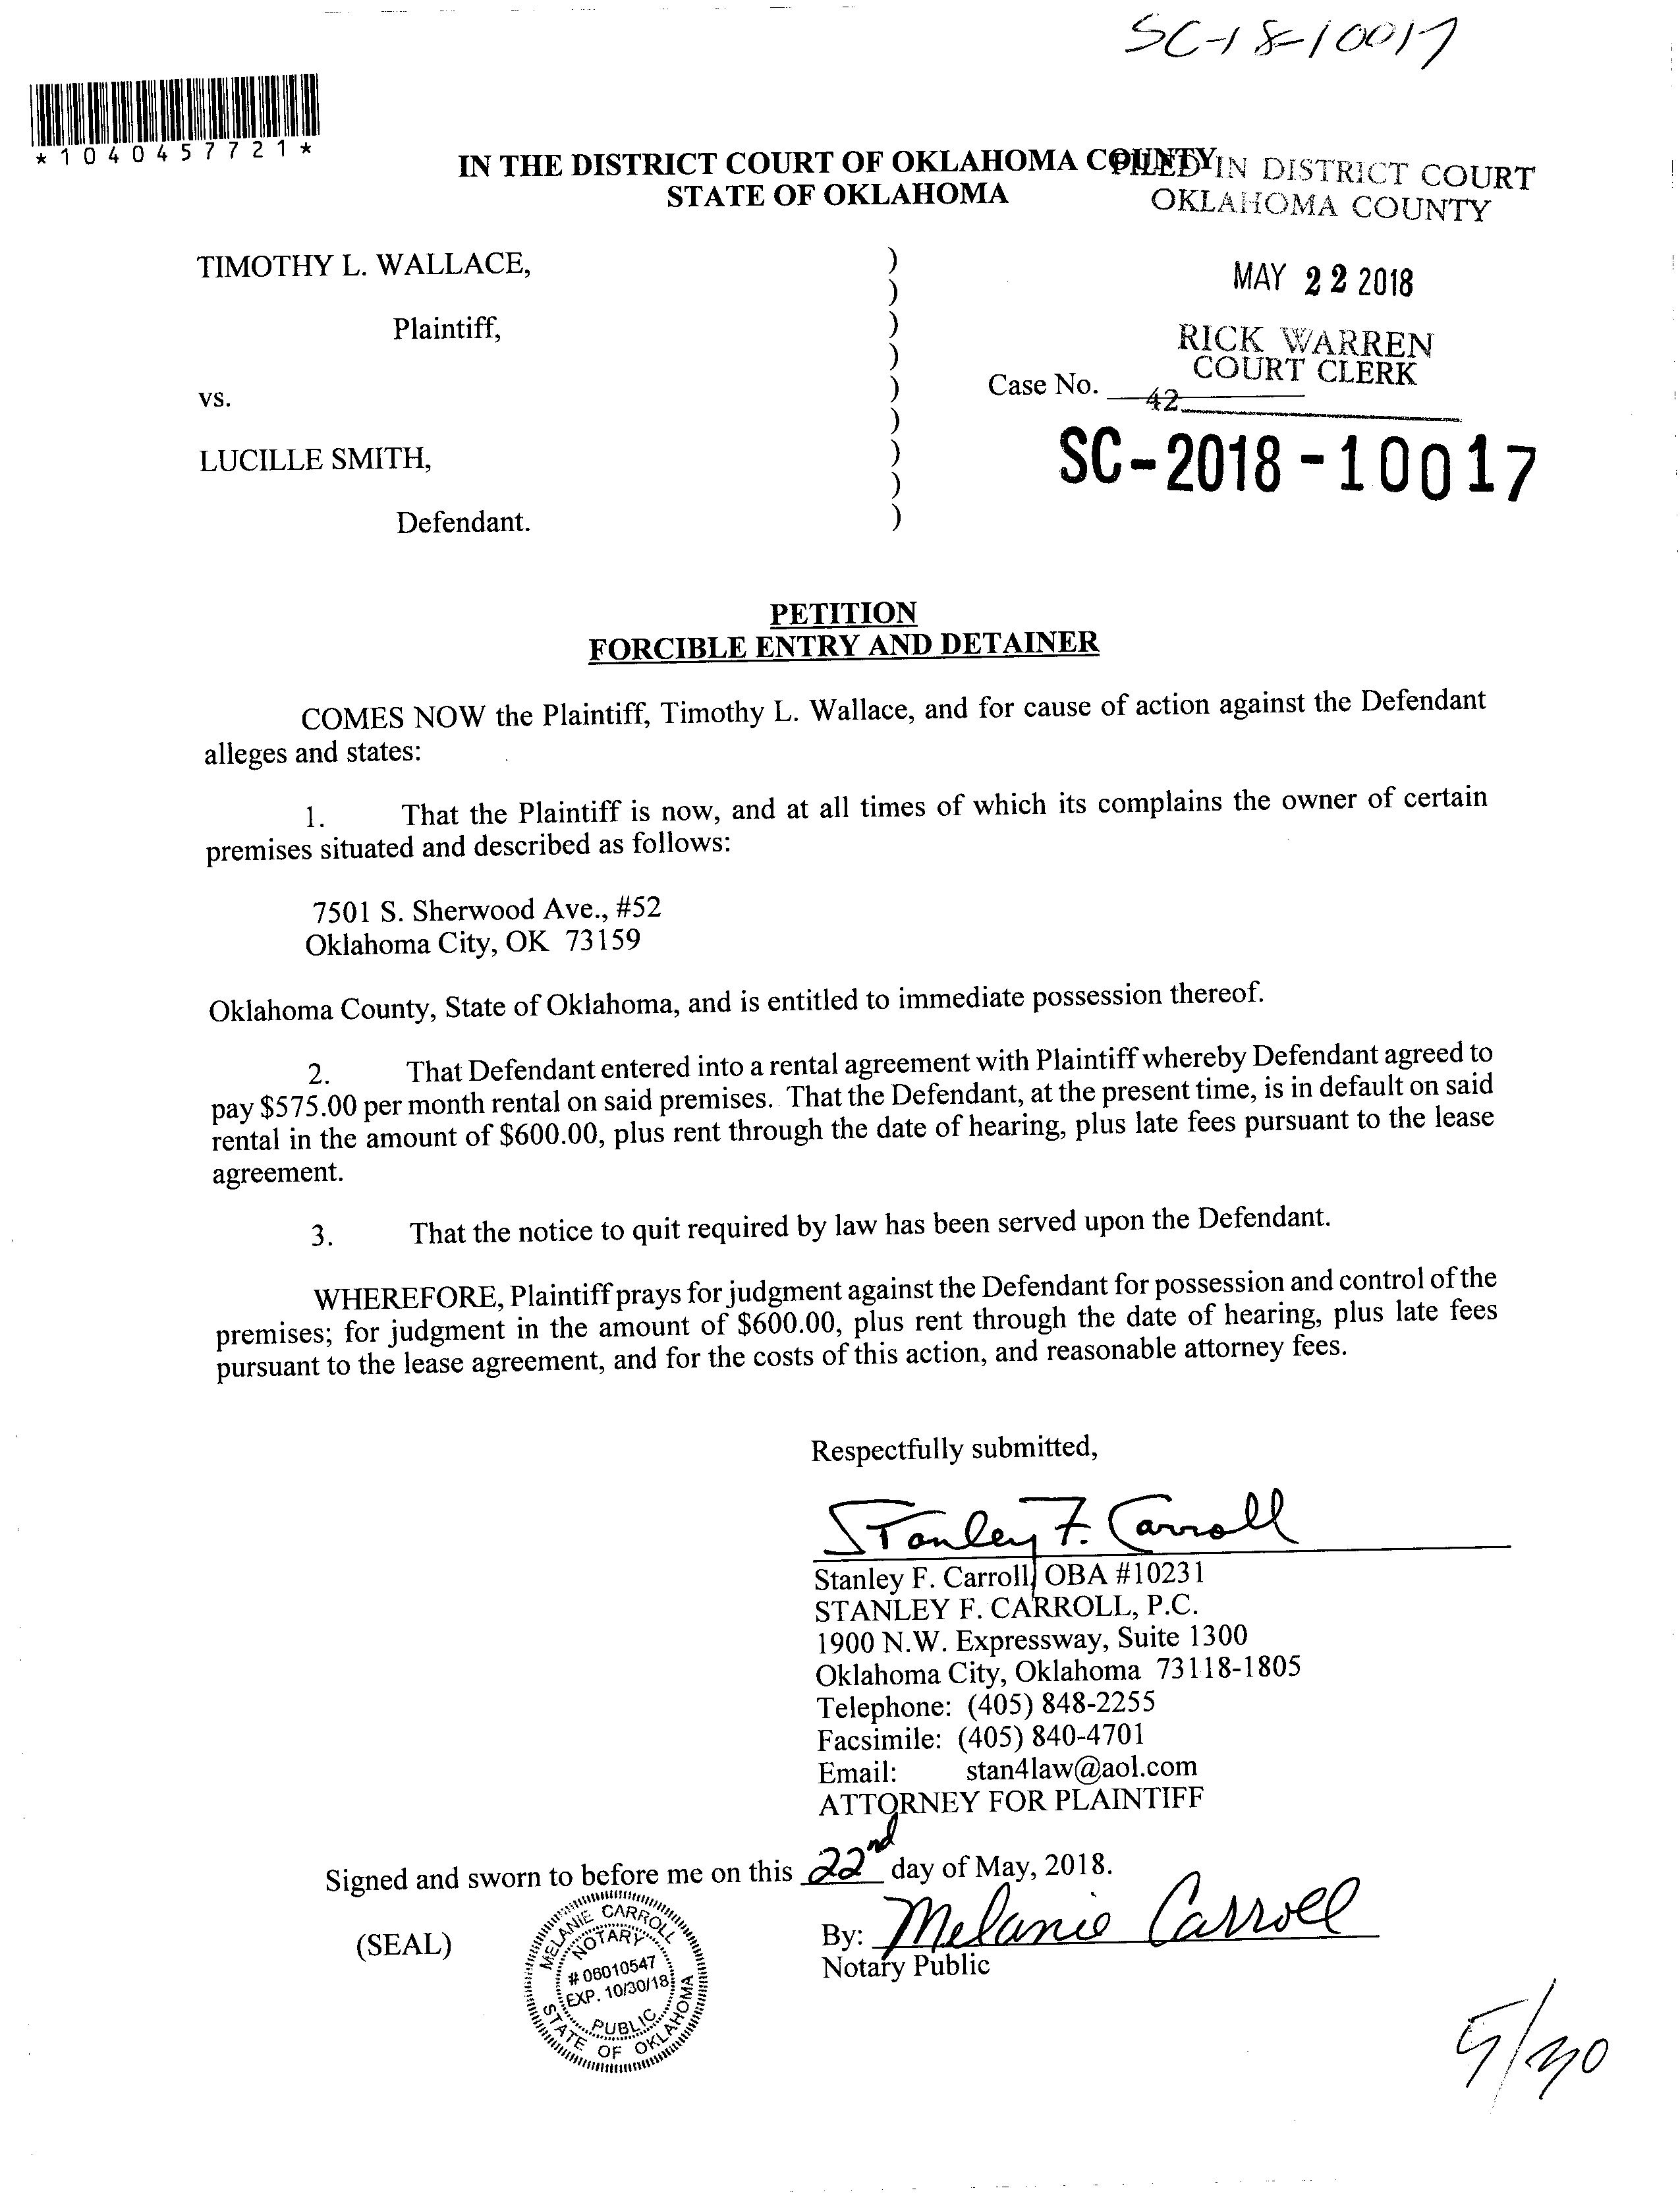 SC-18-10017
*1040457721*
IN THE DISTRICT COURT OF OKLAHOMA COUNTY
STATE OF OKLAHOMA
FILED IN DISTRICT COURT
OKLAHOMA COUNTY
MAY 22 2018
RICK WARREN
COURT CLERK
42
TIMOTHY L. WALLACE, )
)
Plaintiff, )
)
vs. ) Case No.
)
LUCILLE SMITH, ) SC-2018-10017
)
Defendant. )
PETITION
FORCIBLE ENTRY AND DETAINER
COMES NOW the Plaintiff, Timothy L. Wallace, and for cause of action against the Defendant
alleges and states:
1. That the Plaintiff is now, and at all times of which its complains the owner of certain
premises situated and described as follows:
7501 S. Sherwood Ave., #52
Oklahoma City, OK 73159
Oklahoma County, State of Oklahoma, and is entitled to immediate possession thereof.
2. That Defendant entered into a rental agreement with Plaintiff whereby Defendant agreed to
pay $575.00 per month rental on said premises. That the Defendant, at the present time, is in default on said
rental in the amount of $600.00, plus rent through the date of hearing, plus late fees pursuant to the lease
agreement.
3. That the notice to quit required by law has been served upon the Defendant.
WHEREFORE, Plaintiff prays for judgment against the Defendant for possession and control of the
premises; for judgment in the amount of $600.00, plus rent through the date of hearing, plus late fees
pursuant to the lease agreement, and for the costs of this action, and reasonable attorney fees.
Respectfully submitted,
Stanley F. Carroll
Stanley F. Carroll, OBA #10231
STANLEY F. CARROLL, P.C.
1900 N.W. Expressway, Suite 1300
Oklahoma City, Oklahoma 73118-1805
Telephone: (405) 848-2255
Facsimile: (405) 840-4701
Email: stan4law@aol.com
ATTORNEY FOR PLAINTIFF
Signed and sworn to before me on this 22nd day of May, 2018.
(SEAL)
MELANIE CARROLL
NOTARY
# 06010547
EXP. 10/30/18
PUBLIC
STATE OF OKLAHOMA
By: Melanie Carroll
Notary Public
5/30